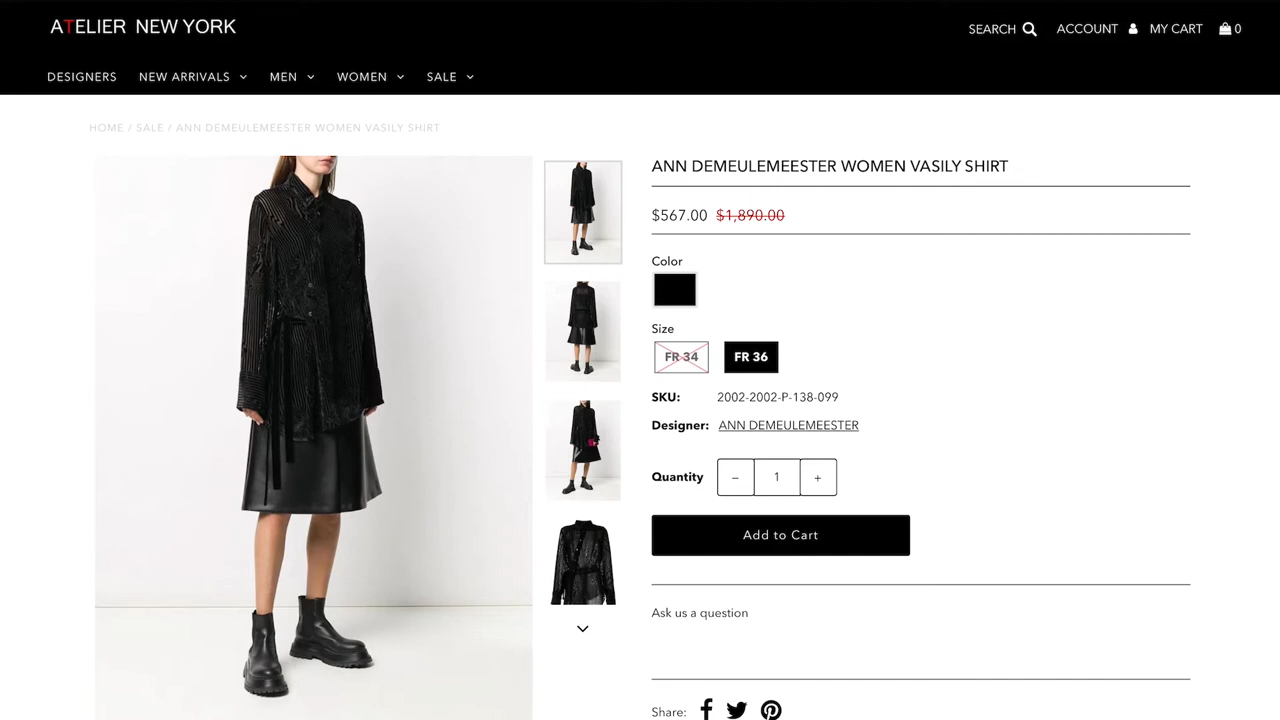 ATELIER NEW YORK
SEARCH ACCOUNT MY CART 0
DESIGNERS NEW ARRIVALS MEN WOMEN SALE
HOME / SALE / ANN DEMEULEMEESTER WOMEN VASILY SHIRT
ANN DEMEULEMEESTER WOMEN VASILY SHIRT
$567.00 $1,890.00
Color
Size
FR 34 FR 36
SKU: 2002-2002-P-138-099
Designer: ANN DEMEULEMEESTER
Quantity − 1 +
Add to Cart
Ask us a question
Share: